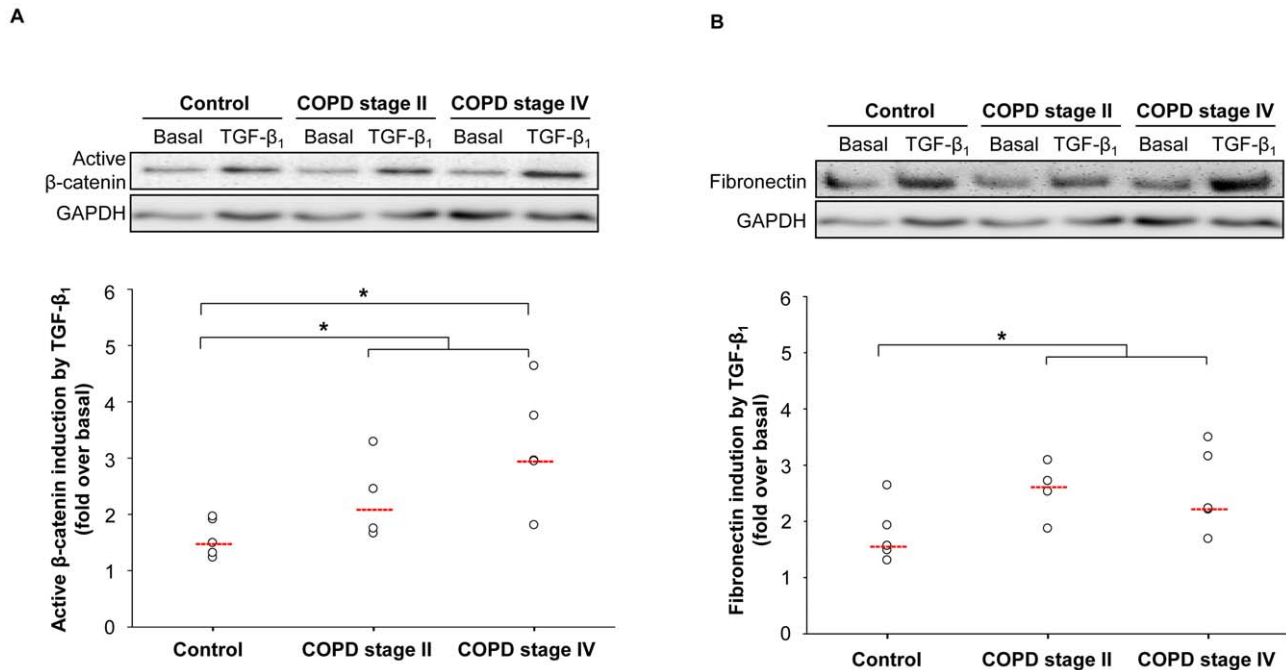 A
Control COPD stage II COPD stage IV
Basal TGF-β₁ Basal TGF-β₁ Basal TGF-β₁
Active
β-catenin
GAPDH
Active β-catenin induction by TGF-β₁
(fold over basal)
6
5
4
3
2
1
0
*
*
Control COPD stage II COPD stage IV
B
Control COPD stage II COPD stage IV
Basal TGF-β₁ Basal TGF-β₁ Basal TGF-β₁
Fibronectin
GAPDH
Fibronectin indution by TGF-β₁
(fold over basal)
6
5
4
3
2
1
0
*
Control COPD stage II COPD stage IV